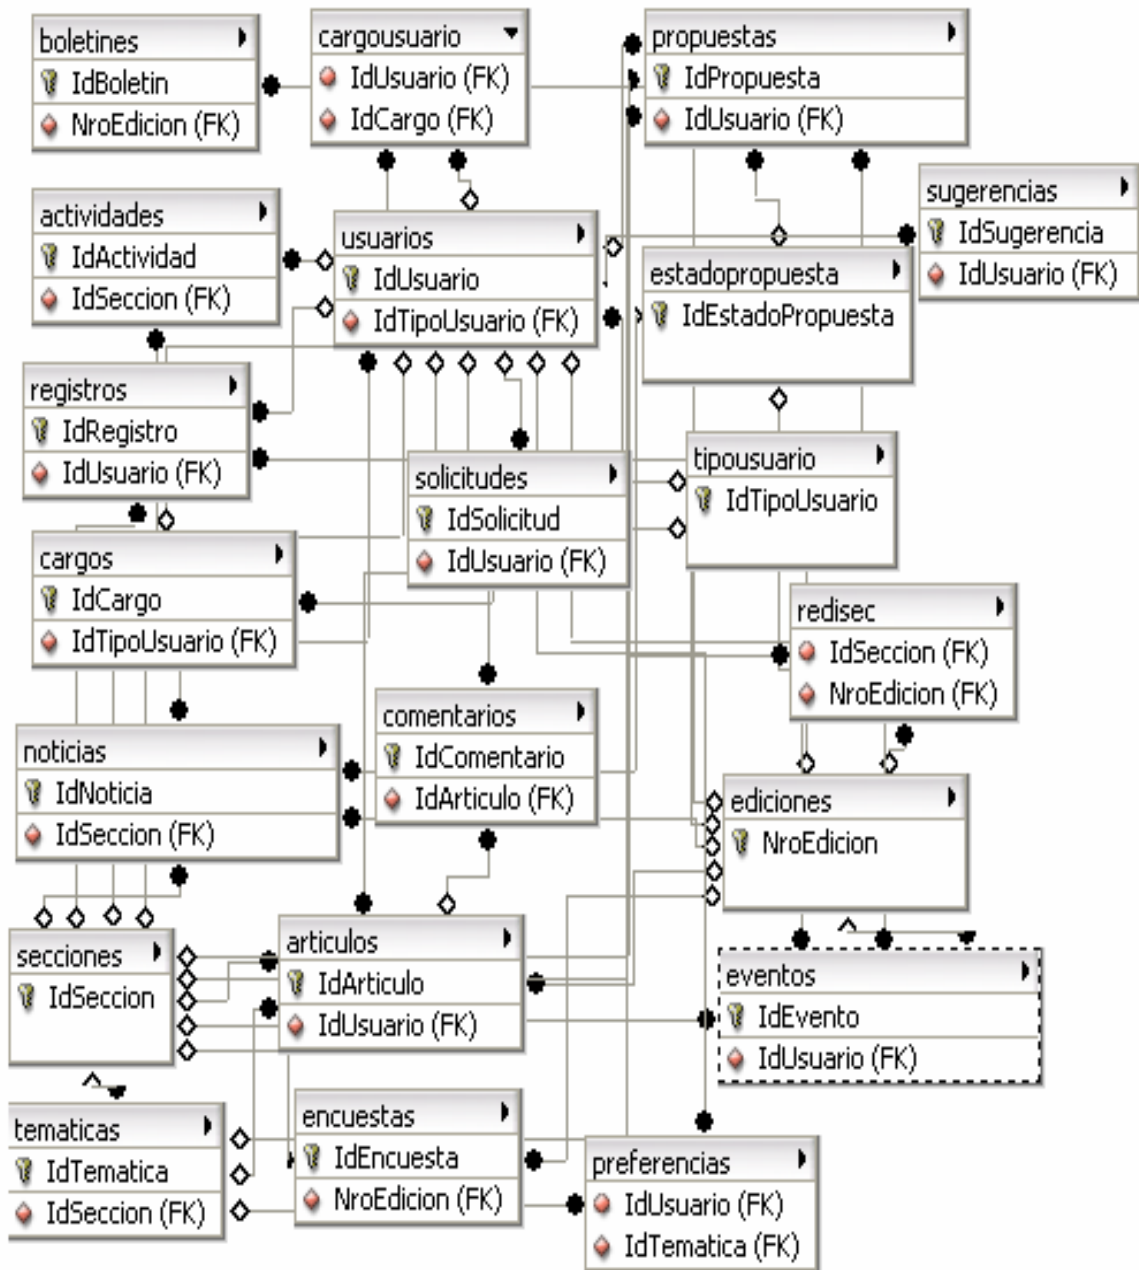 boletines
IdBoletin
NroEdicion (FK)
cargousuario
IdUsuario (FK)
IdCargo (FK)
propuestas
IdPropuesta
IdUsuario (FK)
actividades
IdActividad
IdSeccion (FK)
usuarios
IdUsuario
IdTipoUsuario (FK)
estadopropuesta
IdEstadoPropuesta
sugerencias
IdSugerencia
IdUsuario (FK)
registros
IdRegistro
IdUsuario (FK)
solicitudes
IdSolicitud
IdUsuario (FK)
tipousuario
IdTipoUsuario
cargos
IdCargo
IdTipoUsuario (FK)
redisec
IdSeccion (FK)
NroEdicion (FK)
noticias
IdNoticia
IdSeccion (FK)
comentarios
IdComentario
IdArticulo (FK)
ediciones
NroEdicion
secciones
IdSeccion
articulos
IdArticulo
IdUsuario (FK)
eventos
IdEvento
IdUsuario (FK)
tematicas
IdTematica
IdSeccion (FK)
encuestas
IdEncuesta
NroEdicion (FK)
preferencias
IdUsuario (FK)
IdTematica (FK)